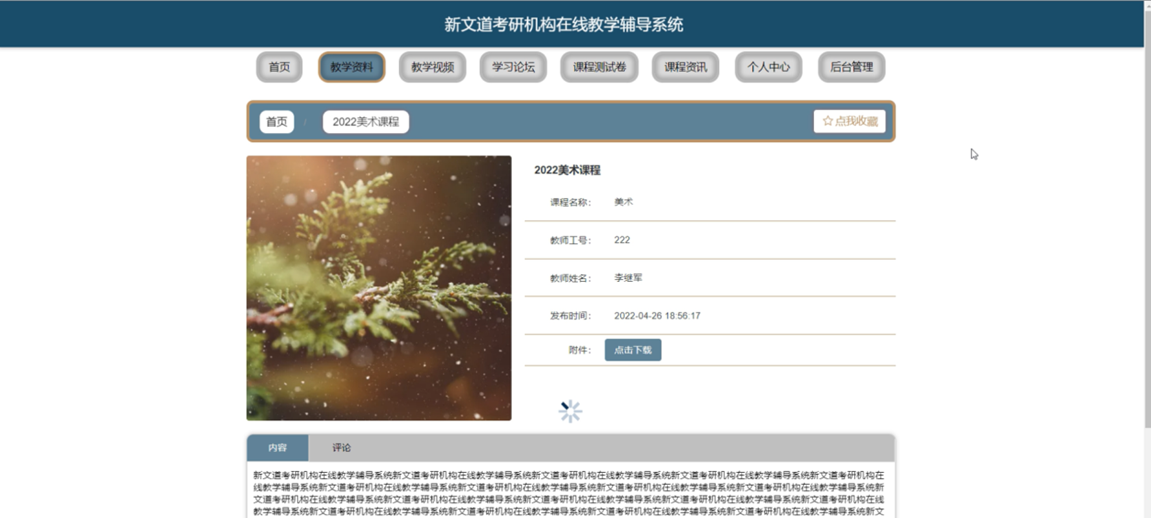 新文道考研机构在线教学辅导系统
首页 教学资料 教学视频 学习论坛 课程测试卷 课程资讯 个人中心 后台管理
首页 2022美术课程 ☆点我收藏
2022美术课程
课程名称： 美术
教师工号： 222
教师姓名： 李继军
发布时间： 2022-04-26 18:56:17
附件： 点击下载
内容 评论
新文道考研机构在线教学辅导系统新文道考研机构在线教学辅导系统新文道考研机构在线教学辅导系统新文道考研机构在线教学辅导系统新文道考研机构在
线教学辅导系统新文道考研机构在线教学辅导系统新文道考研机构在线教学辅导系统新文道考研机构在线教学辅导系统新文道考研机构在线教学辅导系统新
文道考研机构在线教学辅导系统新文道考研机构在线教学辅导系统新文道考研机构在线教学辅导系统新文道考研机构在线教学辅导系统新文道考研机构在线
教学辅导系统新文道考研机构在线教学辅导系统新文道考研机构在线教学辅导系统新文道考研机构在线教学辅导系统新文道考研机构在线教学辅导系统新文